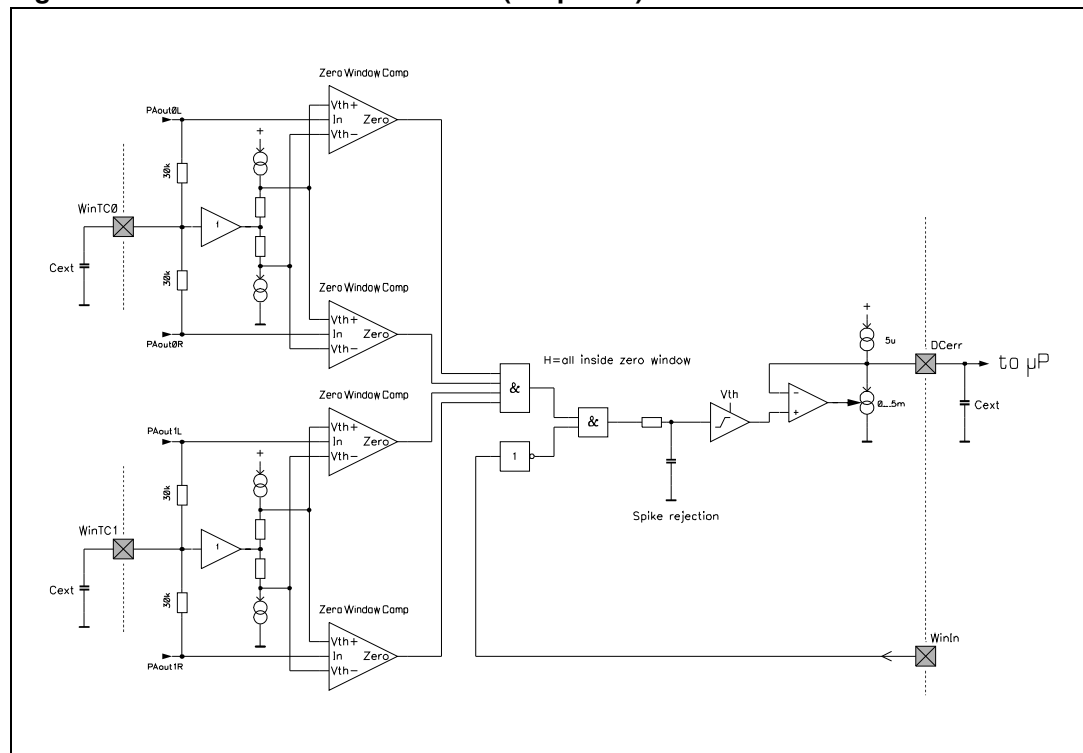 Zero Window Comp
PAout0L
Vth+
In
Zero
Vth-
+
30k
WinTC0
1
Cext
30k
Zero Window Comp
PAout0R
Vth+
In
Zero
Vth-
&
H=all inside zero window
Zero Window Comp
PAout1L
Vth+
In
Zero
Vth-
+
30k
WinTC1
1
Cext
30k
Zero Window Comp
PAout1R
Vth+
In
Zero
Vth-
&
1
Spike rejection
Vth
-
+
+
5u
0...5m
DCerr
to µP
Cext
WinIn